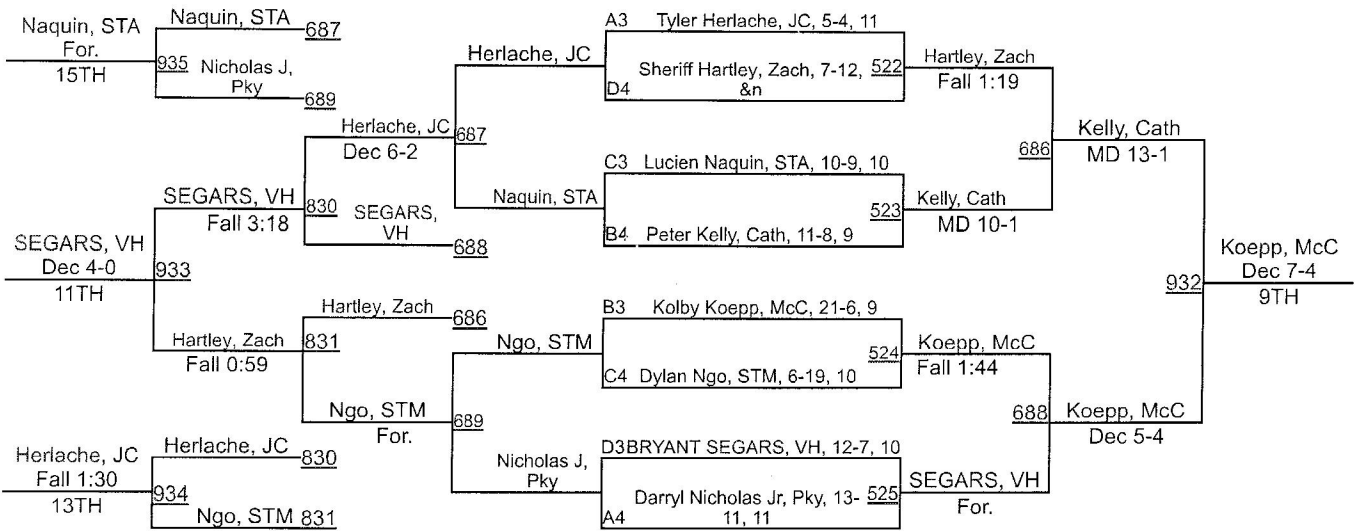 Naquin, STA
For.
15TH
Naquin, STA
687
935
Nicholas J,
Pky
689
Herlache, JC
Dec 6-2
687
SEGARS, VH
Fall 3:18
830
SEGARS,
VH
688
SEGARS, VH
Dec 4-0
11TH
933
Hartley, Zach
Fall 0:59
831
Hartley, Zach
686
Ngo, STM
For.
689
Herlache, JC
Fall 1:30
13TH
Herlache, JC
830
934
Ngo, STM
831
Herlache, JC
Naquin, STA
Ngo, STM
Nicholas J,
Pky
A3 Tyler Herlache, JC, 5-4, 11
Sheriff Hartley, Zach, 7-12,
&n
D4
522
Hartley, Zach
Fall 1:19
C3 Lucien Naquin, STA, 10-9, 10
523
B4 Peter Kelly, Cath, 11-8, 9
Kelly, Cath
MD 10-1
686
Kelly, Cath
MD 13-1
B3 Kolby Koepp, McC, 21-6, 9
524
C4 Dylan Ngo, STM, 6-19, 10
Koepp, McC
Fall 1:44
D3 BRYANT SEGARS, VH, 12-7, 10
Darryl Nicholas Jr, Pky, 13-
11, 11
A4
525
SEGARS, VH
For.
688
Koepp, McC
Dec 5-4
932
Koepp, McC
Dec 7-4
9TH